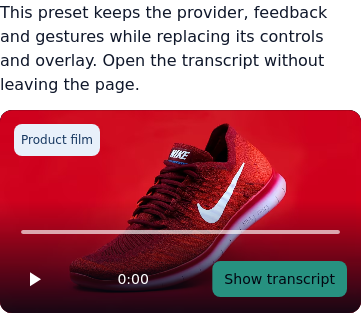 This preset keeps the provider, feedback
and gestures while replacing its controls
and overlay. Open the transcript without
leaving the page.
Product film
NIKE
0:00
Show transcript